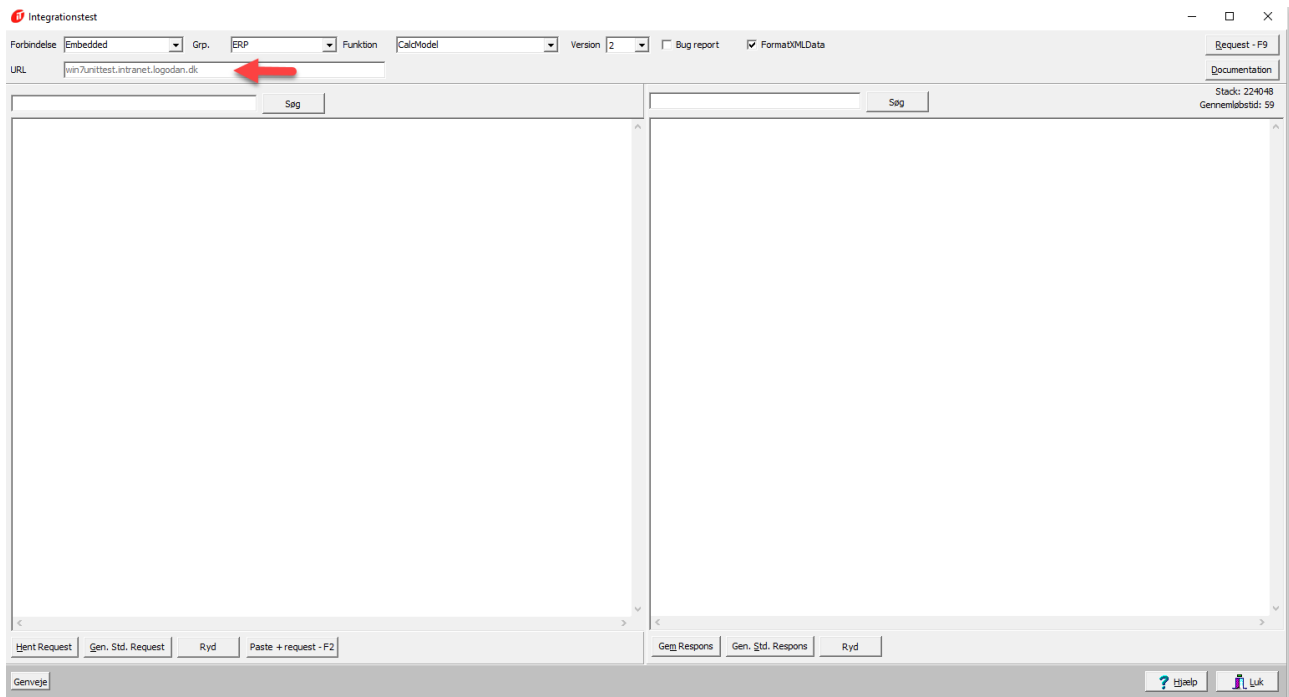 Integrationstest
Forbindelse Embedded Grp. ERP Funktion CalcModel Version 2 Bug report FormatXMLData Request - F9
URL win7unittest.intranet.logodan.dk Documentation
Søg Søg Stack: 224048
Gennemløbstid: 59
Hent Request Gen. Std. Request Ryd Paste + request - F2 Gem Respons Gen. Std. Respons Ryd
Genveje ? Hjælp Luk